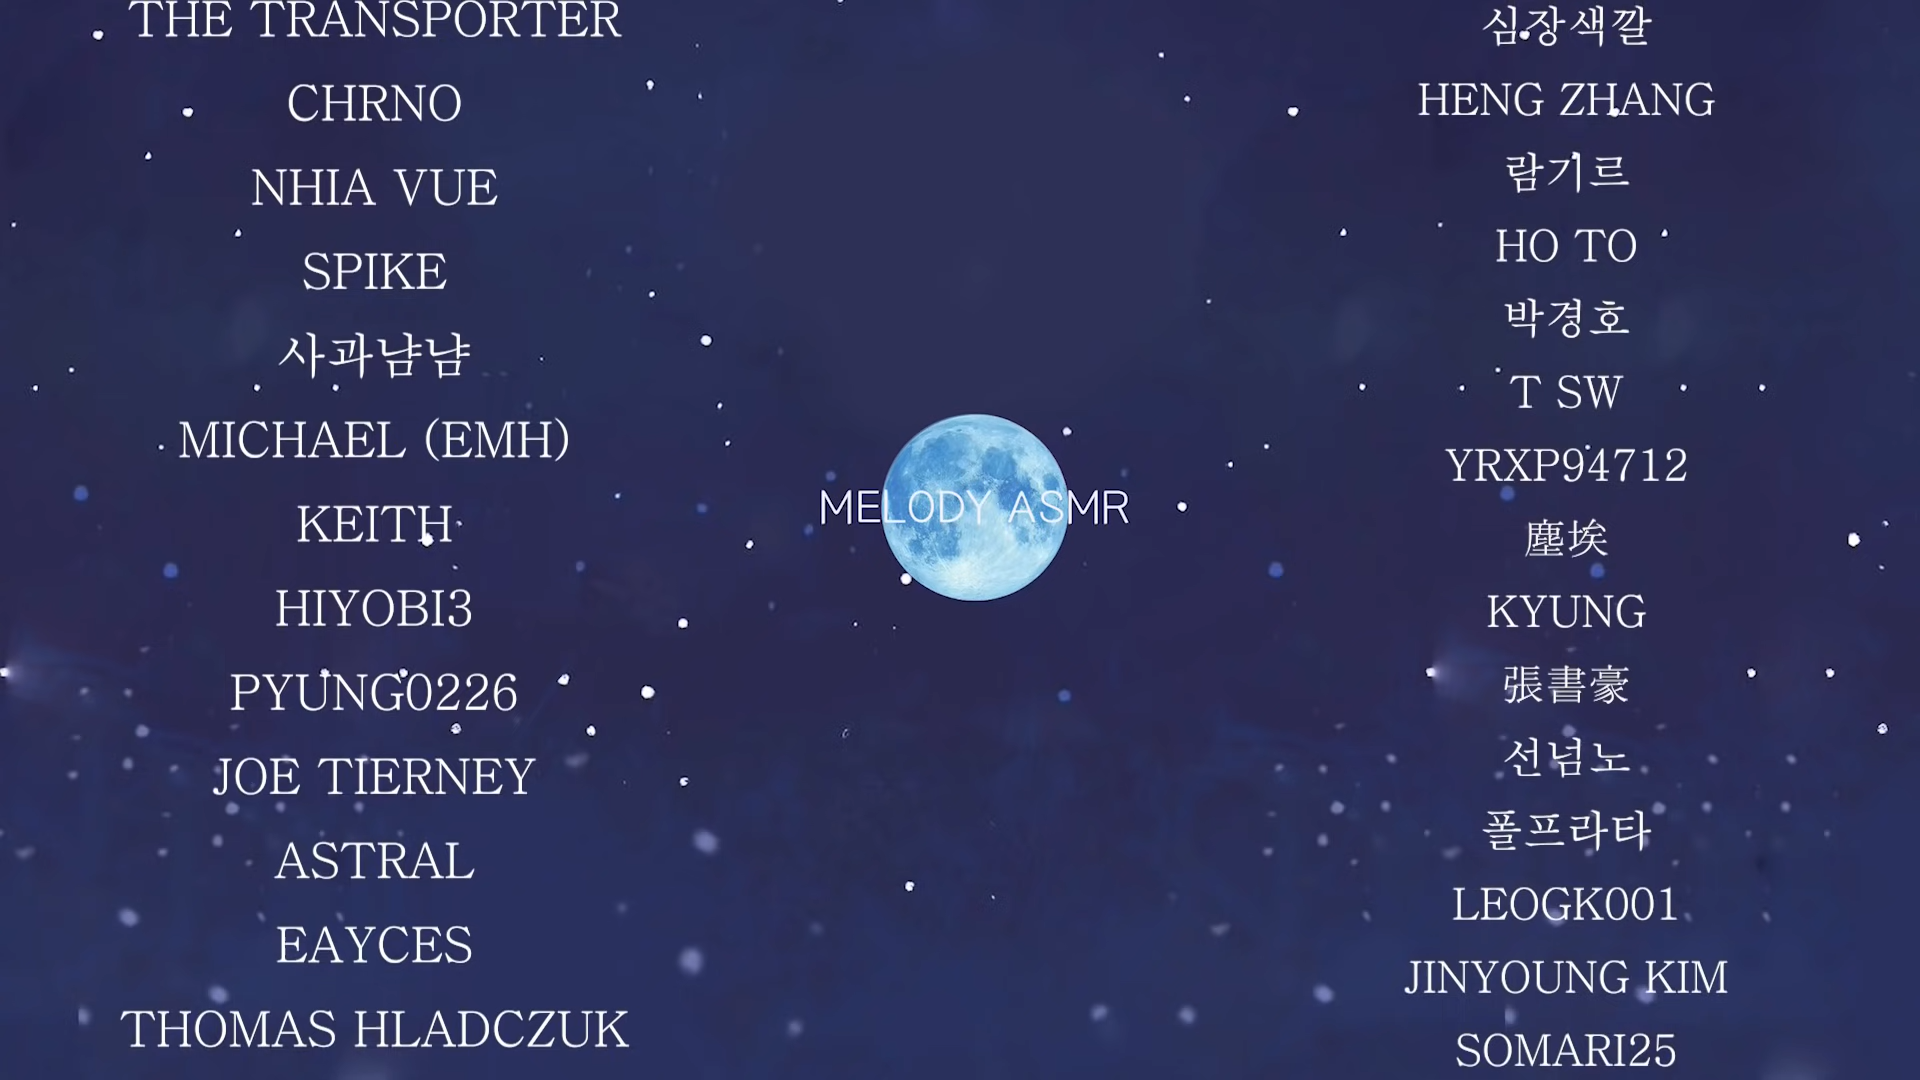 THE TRANSPORTER
CHRNO
NHIA VUE
SPIKE
사과냠냠
MICHAEL (EMH)
KEITH
HIYOBI3
PYUNG0226
JOE TIERNEY
ASTRAL
EAYCES
THOMAS HLADCZUK
MELODY ASMR
심장색깔
HENG ZHANG
람기르
HO TO
박경호
T SW
YRXP94712
塵埃
KYUNG
張書豪
선넘노
폴프라타
LEOGK001
JINYOUNG KIM
SOMARI25